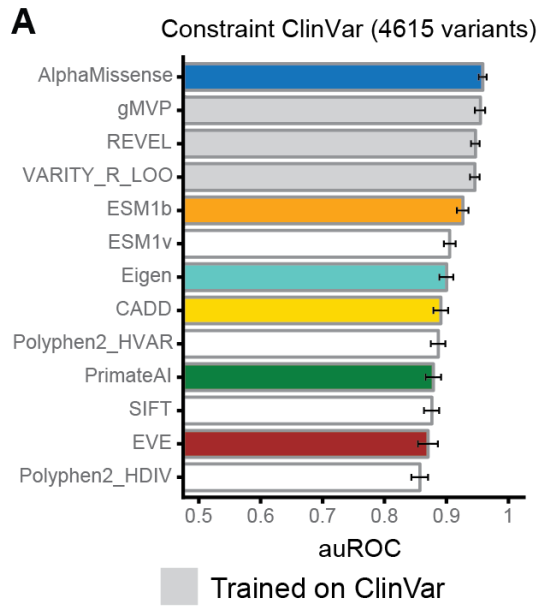 A
Constraint ClinVar (4615 variants)
AlphaMissense
gMVP
REVEL
VARITY_R_LOO
ESM1b
ESM1v
Eigen
CADD
Polyphen2_HVAR
PrimateAI
SIFT
EVE
Polyphen2_HDIV
0.5 0.6 0.7 0.8 0.9 1
auROC
Trained on ClinVar